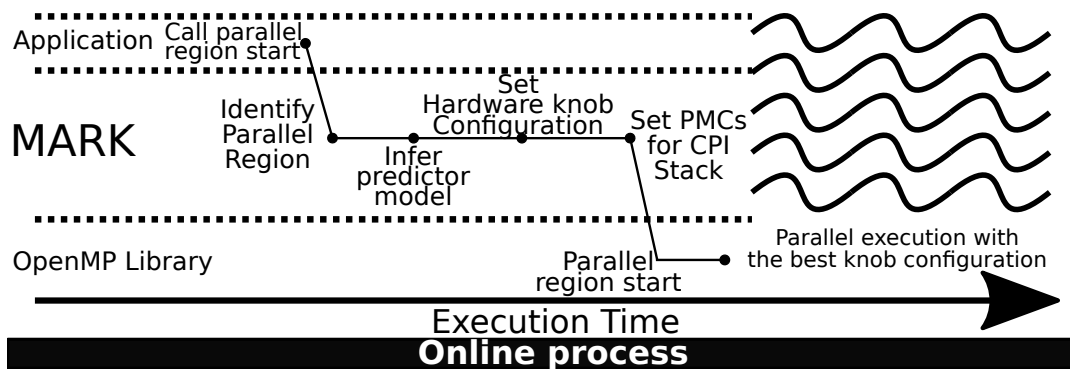 Application
Call parallel
region start
MARK
Identify
Parallel
Region
Infer
predictor
model
Set
Hardware knob
Configuration
Set PMCs
for CPI
Stack
OpenMP Library
Parallel
region start
Parallel execution with
the best knob configuration
Execution Time
Online process